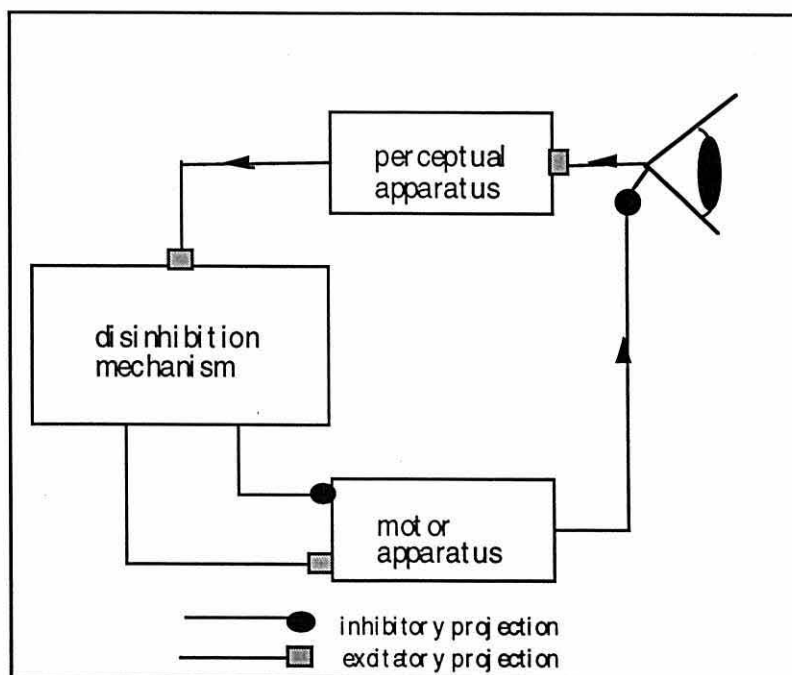 perceptual
apparatus
disinhibition
mechanism
motor
apparatus
inhibitory projection
excitatory projection